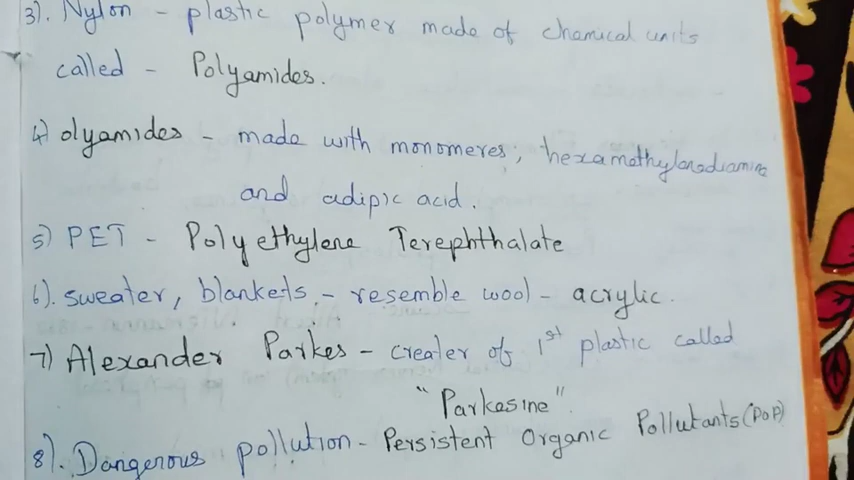 3). Nylon - plastic polymer made of chamical units
called - Polyamides.
4) olyamides - made with monomeres; hexamethylenediamine
and adipic acid.
5) PET - Polyethylene Terephthalate
6). sweater, blankets - resemble wool - acrylic.
7) Alexander Parkes - creater of 1st plastic called
"Parkesine".
8). Dangerous pollution - Persistent Organic Pollutants (POP)